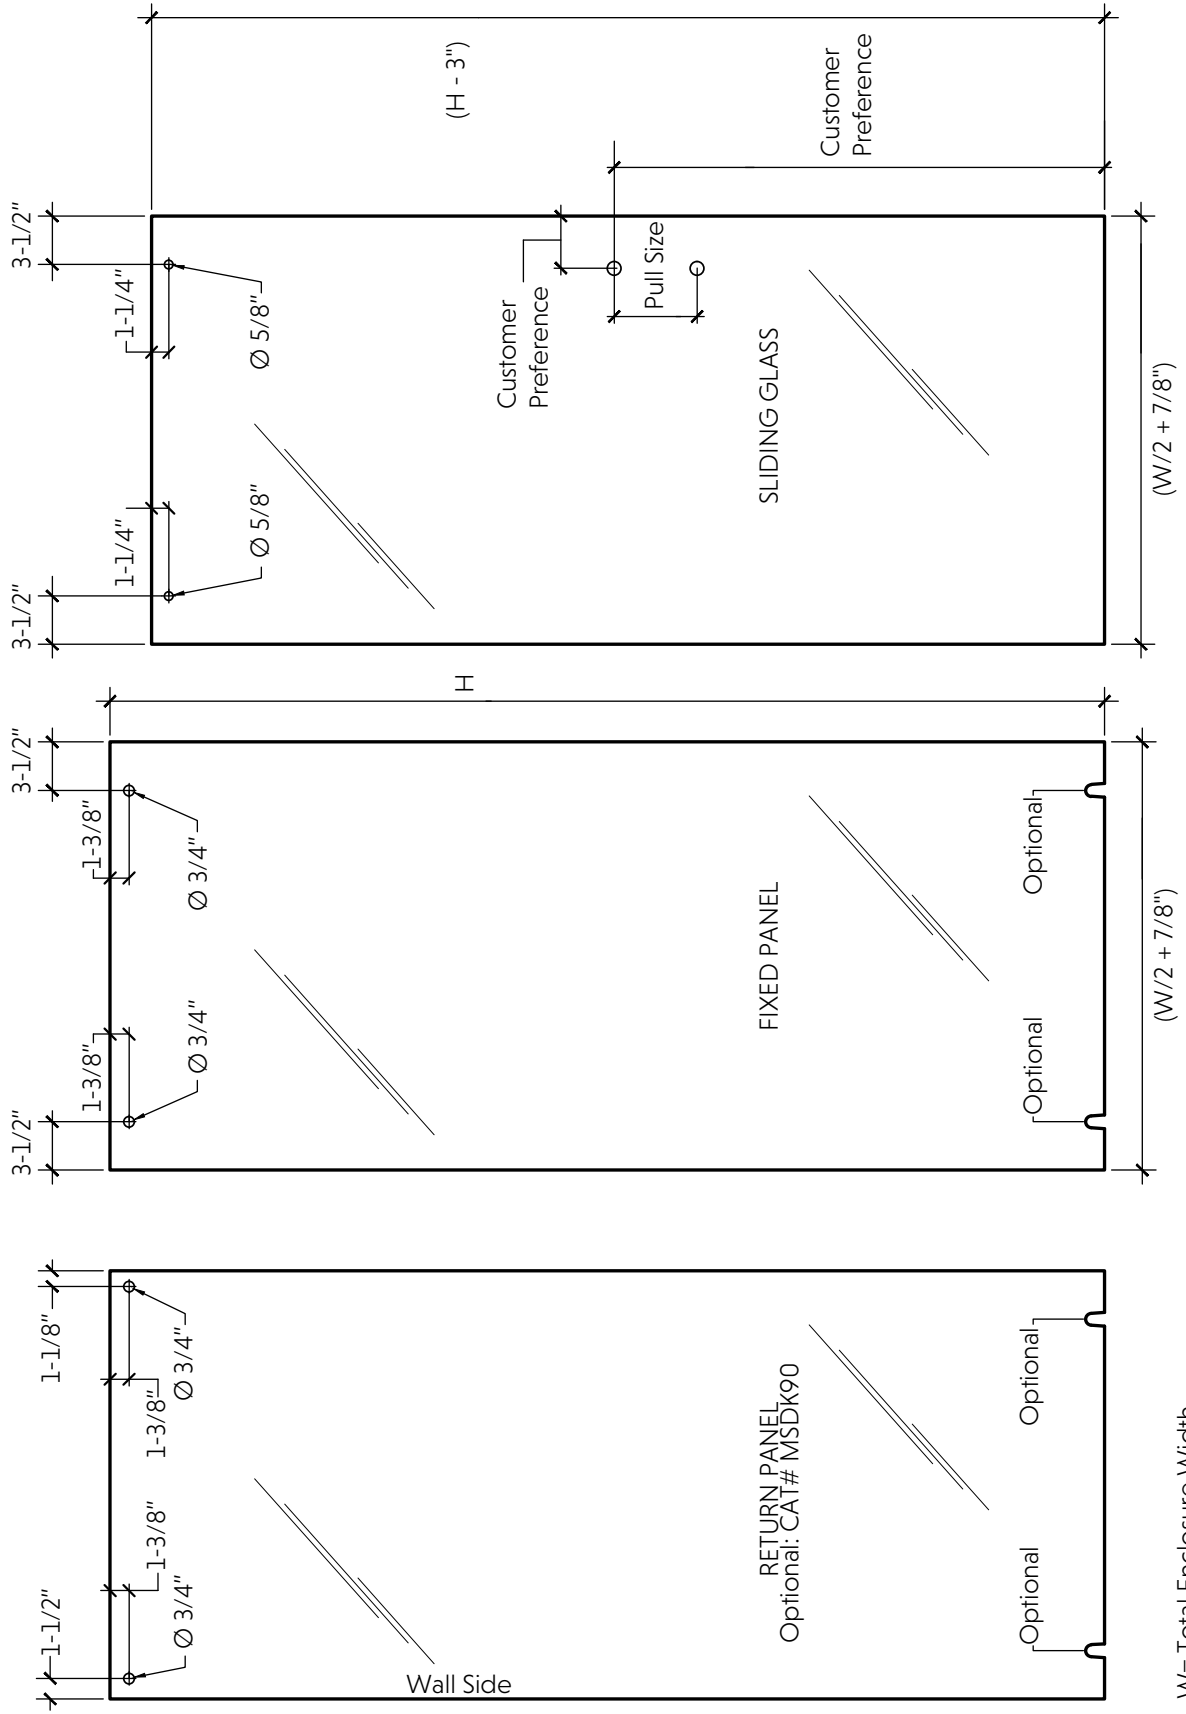 1-1/2"
1-1/8"
1-3/8"
1-3/8"
Ø 3/4"
Ø 3/4"
Wall Side
RETURN PANEL
Optional: CAT# MSDK90
Optional
Optional
3-1/2"
3-1/2"
1-3/8"
1-3/8"
Ø 3/4"
Ø 3/4"
H
FIXED PANEL
Optional
Optional
(W/2 + 7/8")
3-1/2"
3-1/2"
1-1/4"
1-1/4"
Ø 5/8"
Ø 5/8"
(H - 3")
Customer
Preference
Pull Size
Customer
Preference
SLIDING GLASS
(W/2 + 7/8")
W= Total Enclosure Width